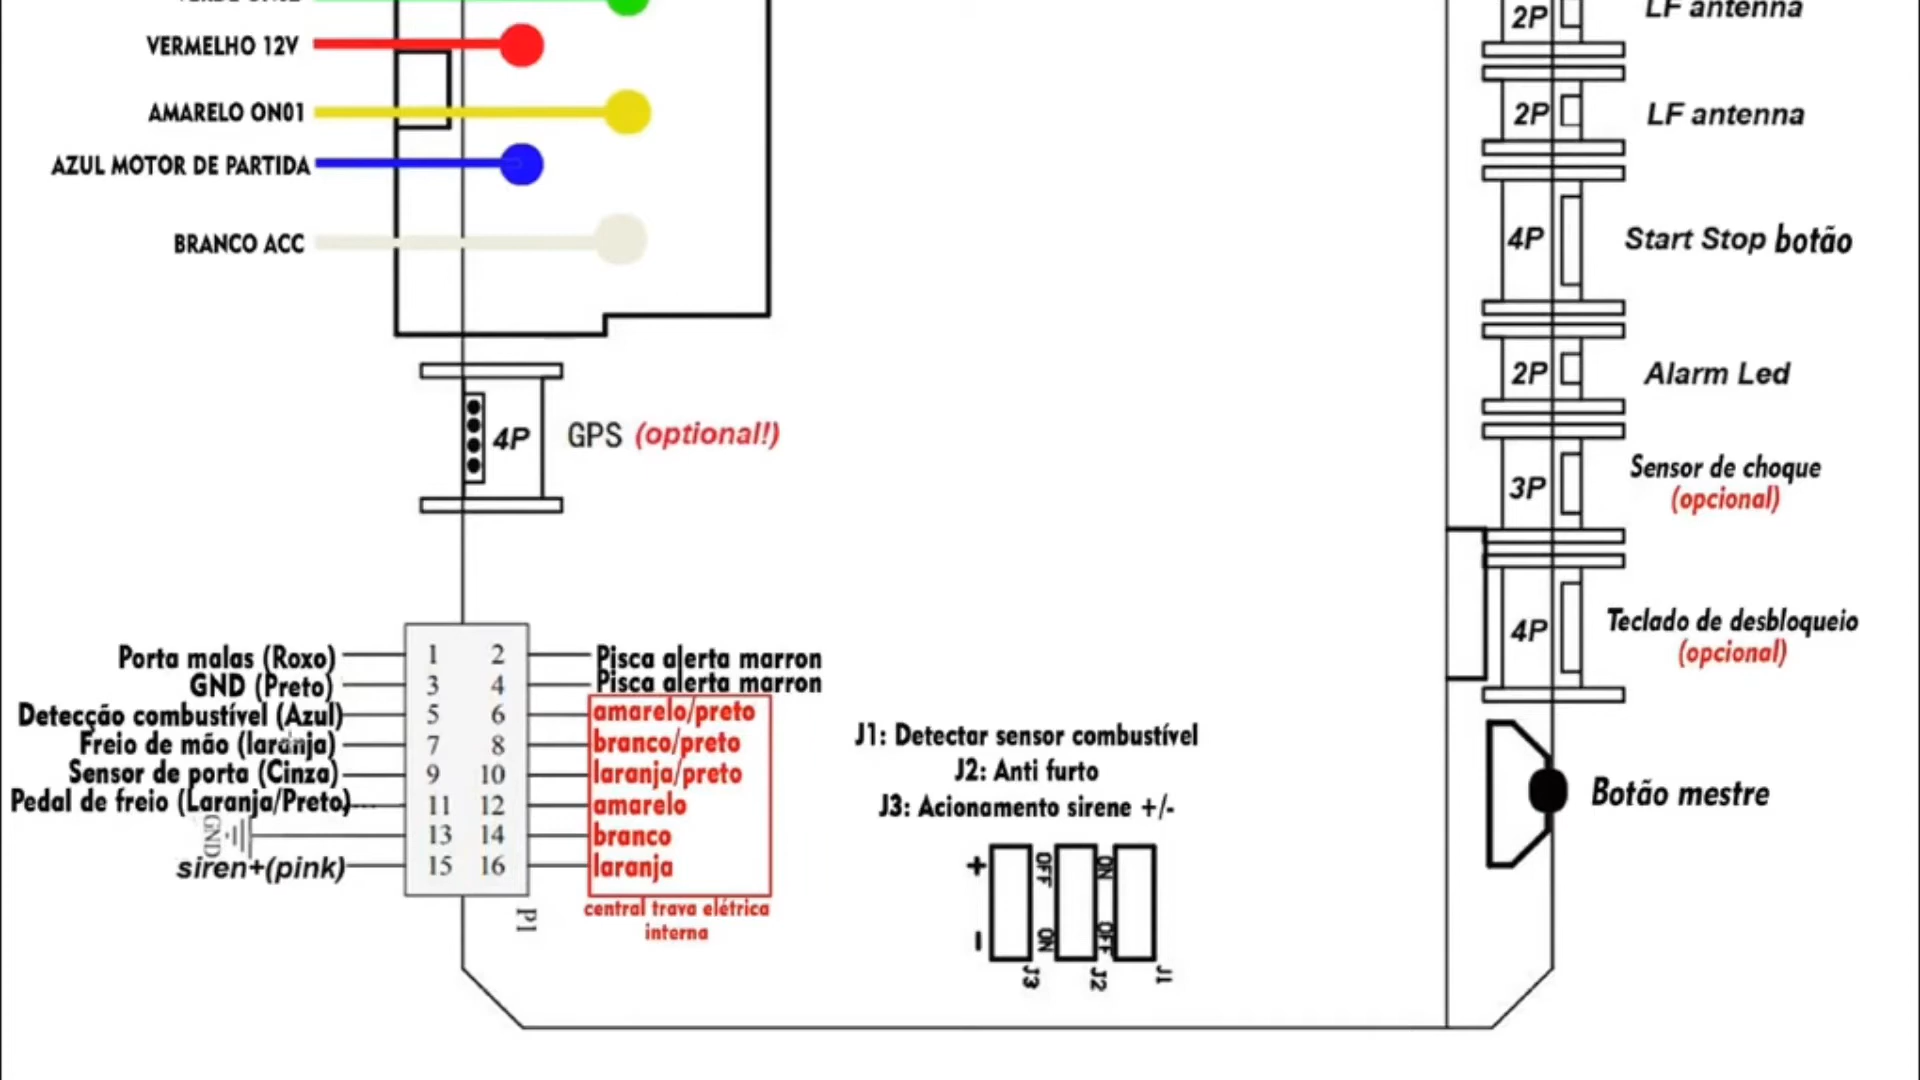 VERDE ON02
VERMELHO 12V
AMARELO ON01
AZUL MOTOR DE PARTIDA
BRANCO ACC
4P
GPS (optional!)
2P
LF antenna
2P
LF antenna
4P
Start Stop botão
2P
Alarm Led
3P
Sensor de choque
(opcional)
4P
Teclado de desbloqueio
(opcional)
Botão mestre
Porta malas (Roxo) 1 2 Pisca alerta marron
GND (Preto) 3 4 Pisca alerta marron
Detecção combustível (Azul) 5 6 amarelo/preto
Freio de mão (laranja) 7 8 branco/preto
Sensor de porta (Cinza) 9 10 laranja/preto
Pedal de freio (Laranja/Preto) 11 12 amarelo
GND 13 14 branco
siren+(pink) 15 16 laranja
P1
central trava elétrica
interna
J1: Detectar sensor combustível
J2: Anti furto
J3: Acionamento sirene +/-
+ OFF ON
- ON OFF
J3 J2 J1